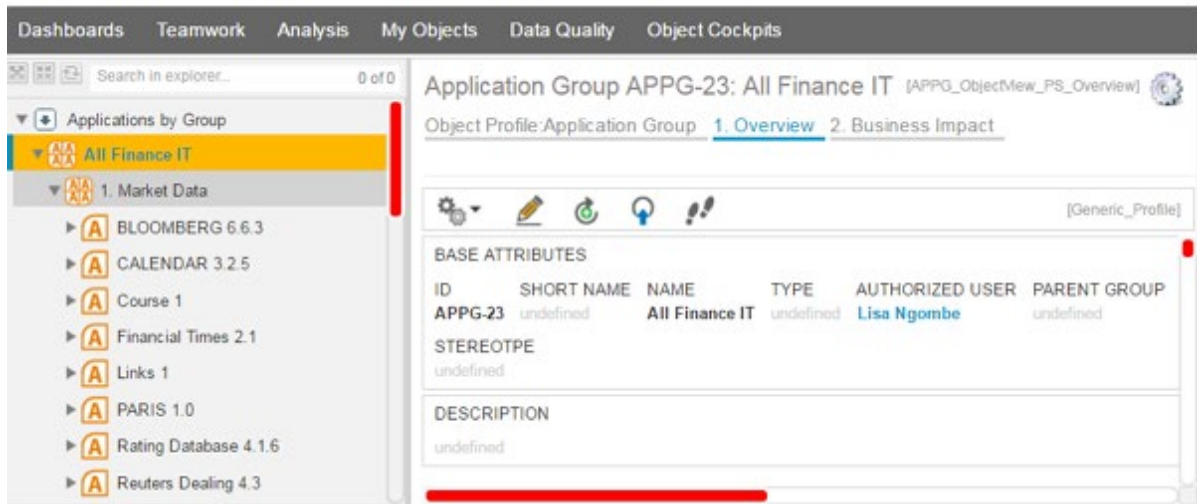 Dashboards Teamwork Analysis My Objects Data Quality Object Cockpits
Search in explorer... 0 of 0
Applications by Group
All Finance IT
1. Market Data
BLOOMBERG 6.6.3
CALENDAR 3.2.5
Course 1
Financial Times 2.1
Links 1
PARIS 1.0
Rating Database 4.1.6
Reuters Dealing 4.3
Application Group APPG-23: All Finance IT [APPG_ObjectView_PS_Overview]
Object Profile:Application Group 1. Overview 2. Business Impact
[Generic_Profile]
BASE ATTRIBUTES
ID SHORT NAME NAME TYPE AUTHORIZED USER PARENT GROUP
APPG-23 undefined All Finance IT undefined Lisa Ngombe undefined
STEREOTPE
undefined
DESCRIPTION
undefined